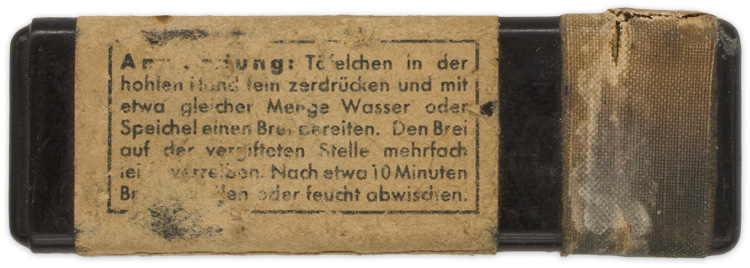 Anwendung: Täfelchen in der
hohlen Hand fein zerdrücken und mit
etwa gleicher Menge Wasser oder
Speichel einen Brei bereiten. Den Brei
auf der vergifteten Stelle mehrfach
verreiben. Nach etwa 10 Minuten
oder feucht abwischen.